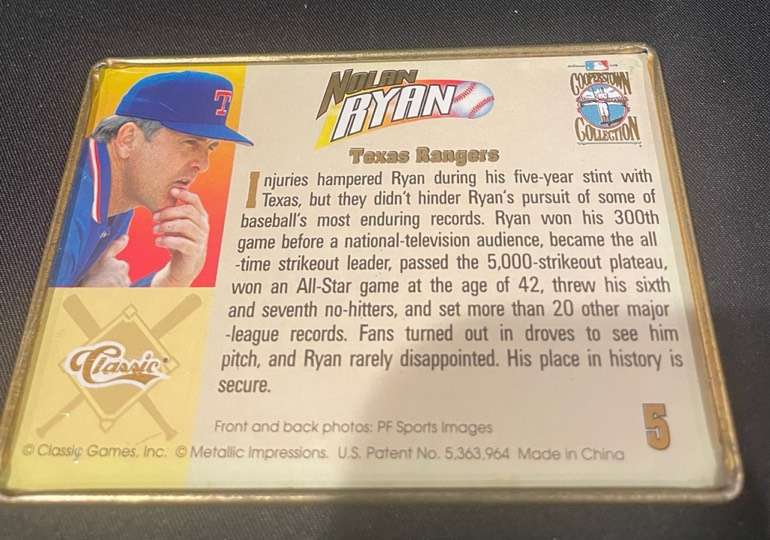 T
NOLAN
RYAN
COOPERSTOWN
COLLECTION
Texas Rangers
Injuries hampered Ryan during his five-year stint with
Texas, but they didn't hinder Ryan's pursuit of some of
baseball's most enduring records. Ryan won his 300th
game before a national-television audience, became the all
-time strikeout leader, passed the 5,000-strikeout plateau,
won an All-Star game at the age of 42, threw his sixth
and seventh no-hitters, and set more than 20 other major
-league records. Fans turned out in droves to see him
pitch, and Ryan rarely disappointed. His place in history is
secure.
Classic
Front and back photos: PF Sports Images
5
© Classic Games, Inc. © Metallic Impressions. U.S. Patent No. 5,363,964 Made in China